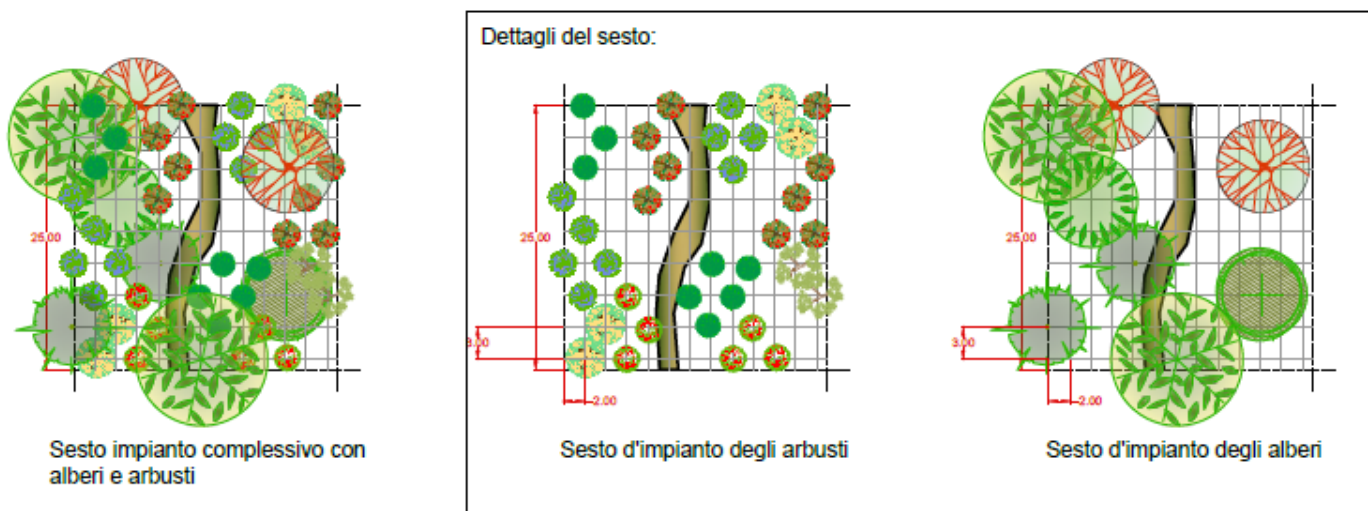 Dettagli del sesto:
25,00
25,00
25,00
3.00
3.00
2.00
2.00
Sesto impianto complessivo con
alberi e arbusti
Sesto d'impianto degli arbusti
Sesto d'impianto degli alberi